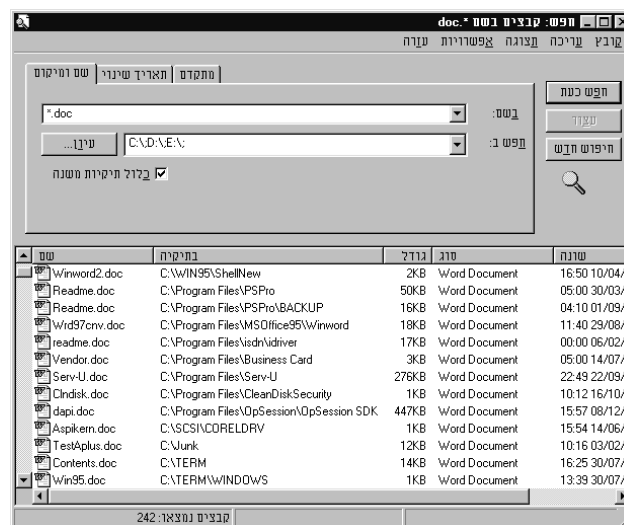 חפש: קבצים בשם *.doc
קובץ עריכה תצוגה אפשרויות עזרה
שם ומיקום תאריך שינוי מתקדם
חפש כעת
עצור
חיפוש חדש
בשם: *.doc
חפש ב: C:\;D:\;E:\; עיון...
כלול תיקיות משנה
שם בתיקיה גודל סוג שונה
Winword2.doc C:\WIN95\ShellNew 2KB Word Document 16:50 10/04/
Readme.doc C:\Program Files\PSPro 50KB Word Document 05:00 30/03/
Readme.doc C:\Program Files\PSPro\BACKUP 16KB Word Document 04:10 01/09/
Wrd97cnv.doc C:\Program Files\MSOffice95\Winword 18KB Word Document 11:40 29/08/
readme.doc C:\Program Files\isdn\idriver 17KB Word Document 00:00 06/02/
Vendor.doc C:\Program Files\Business Card 3KB Word Document 05:00 14/07/
Serv-U.doc C:\Program Files\Serv-U 276KB Word Document 22:49 22/09/
Clndisk.doc C:\Program Files\CleanDiskSecurity 1KB Word Document 10:12 16/10/
dapi.doc C:\Program Files\OpSession\OpSession SDK 447KB Word Document 15:57 08/12/
Aspikern.doc C:\SCSI\CORELDRV 1KB Word Document 15:54 14/06/
TestAplus.doc C:\Junk 12KB Word Document 10:16 03/02/
Contents.doc C:\TERM 14KB Word Document 16:25 30/07/
Win95.doc C:\TERM\WINDOWS 1KB Word Document 13:39 30/07/
קבצים נמצאו: 242